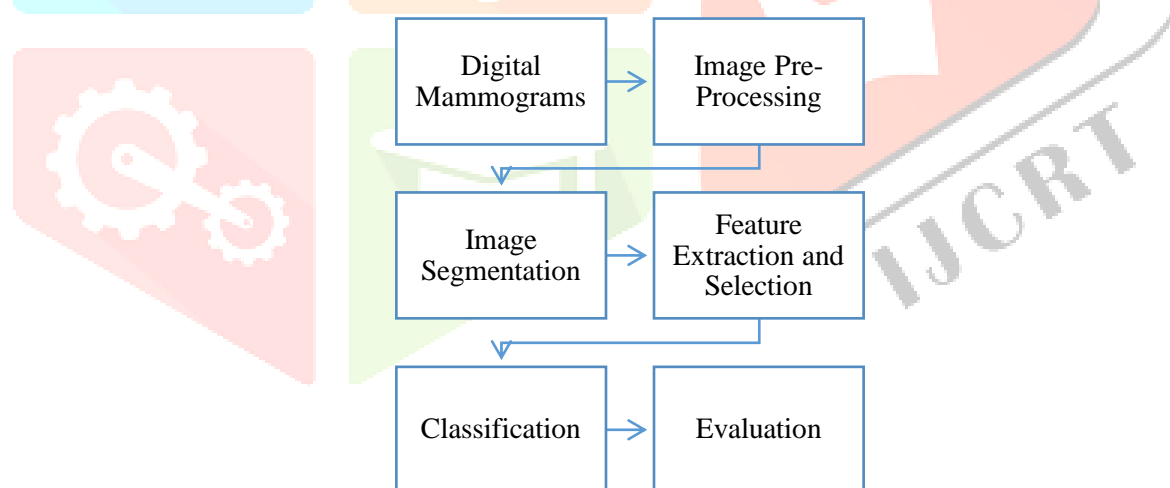 Digital
Mammograms
Image Pre-
Processing
Image
Segmentation
Feature
Extraction and
Selection
Classification
Evaluation
IJCRT